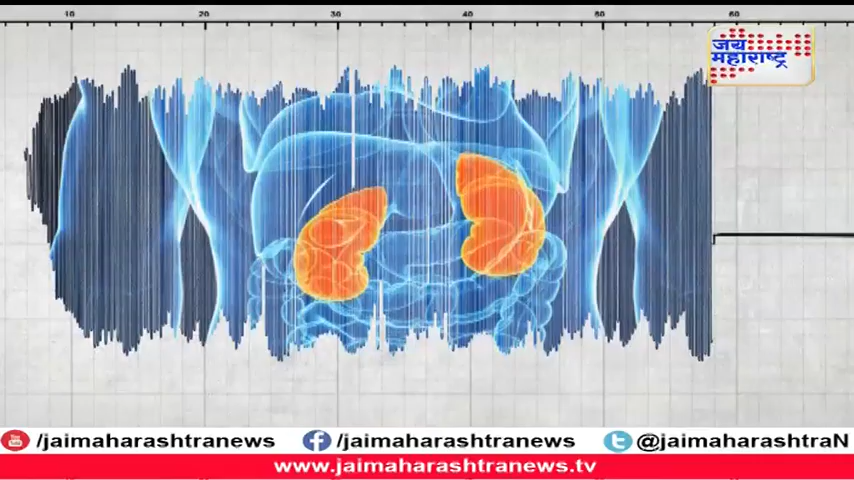 10 20 30 40 50 60
जय
महाराष्ट्र
/jaimaharashtranews /jaimaharashtranews @jaimaharashtraN
www.jaimaharashtranews.tv